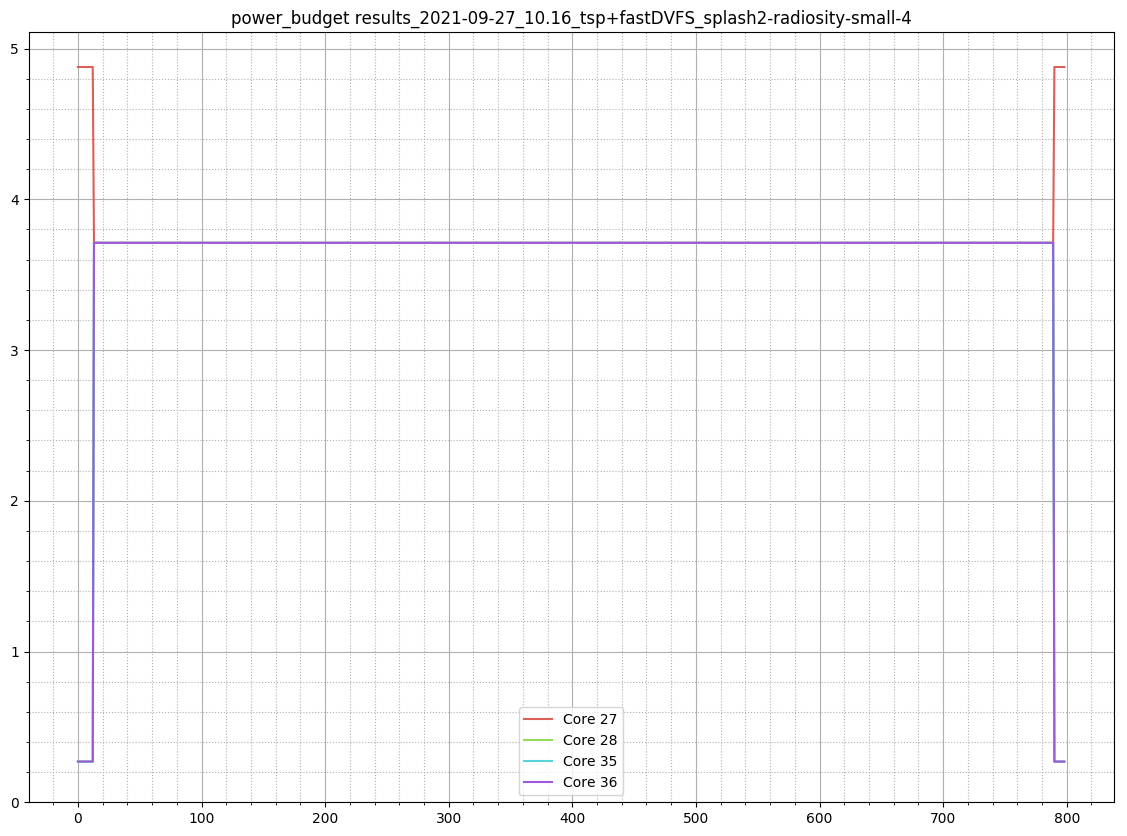 power_budget results_2021-09-27_10.16_tsp+fastDVFS_splash2-radiosity-small-4
5
4
3
2
1
0
Core 27
Core 28
Core 35
Core 36
0 100 200 300 400 500 600 700 800